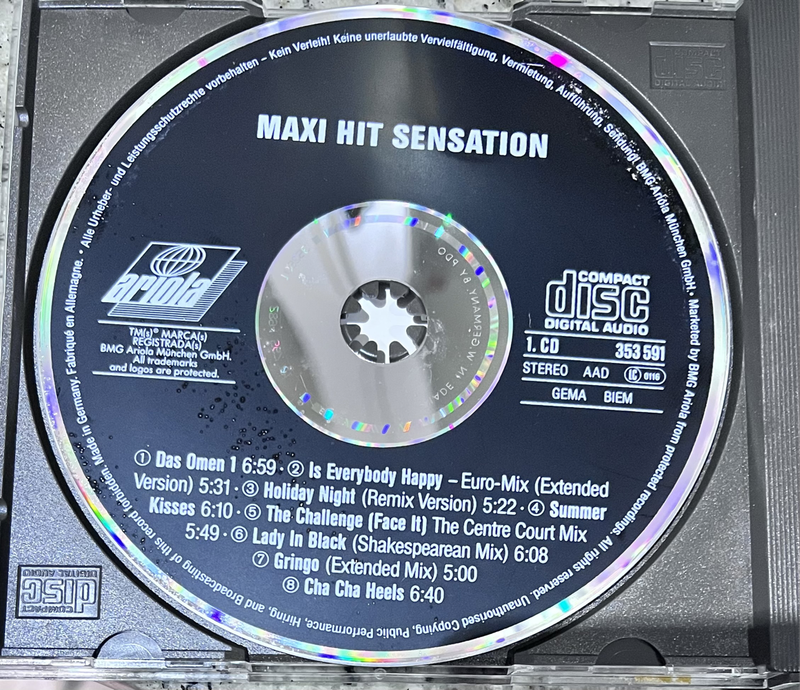 • Alle Urheber- und Leistungsschutzrechte vorbehalten – Kein Verleih! Keine unerlaubte Vervielfältigung, Vermietung, Aufführung, Sendung! BMG Ariola München GmbH. • Marketed by BMG Ariola from protected recordings. All rights reserved. Unauthorised Copying, Public Performance, Hiring, and Broadcasting of this record forbidden. Made in Germany. Fabriqué en Allemagne.
MAXI HIT SENSATION
ariola
TM(s)® MARCA(s)
REGISTRADA(s)
BMG Ariola München GmbH.
All trademarks
and logos are protected.
COMPACT
disc
DIGITAL AUDIO
1. CD 353 591
STEREO AAD LC 0116
GEMA BIEM
MADE IN W.GERMANY BY PDO
① Das Omen 1 6:59 · ② Is Everybody Happy – Euro-Mix (Extended
Version) 5:31 · ③ Holiday Night (Remix Version) 5:22 · ④ Summer
Kisses 6:10 · ⑤ The Challenge (Face It) The Centre Court Mix
5:49 · ⑥ Lady In Black (Shakespearean Mix) 6:08
⑦ Gringo (Extended Mix) 5:00
⑧ Cha Cha Heels 6:40
COMPACT
disc
DIGITAL AUDIO